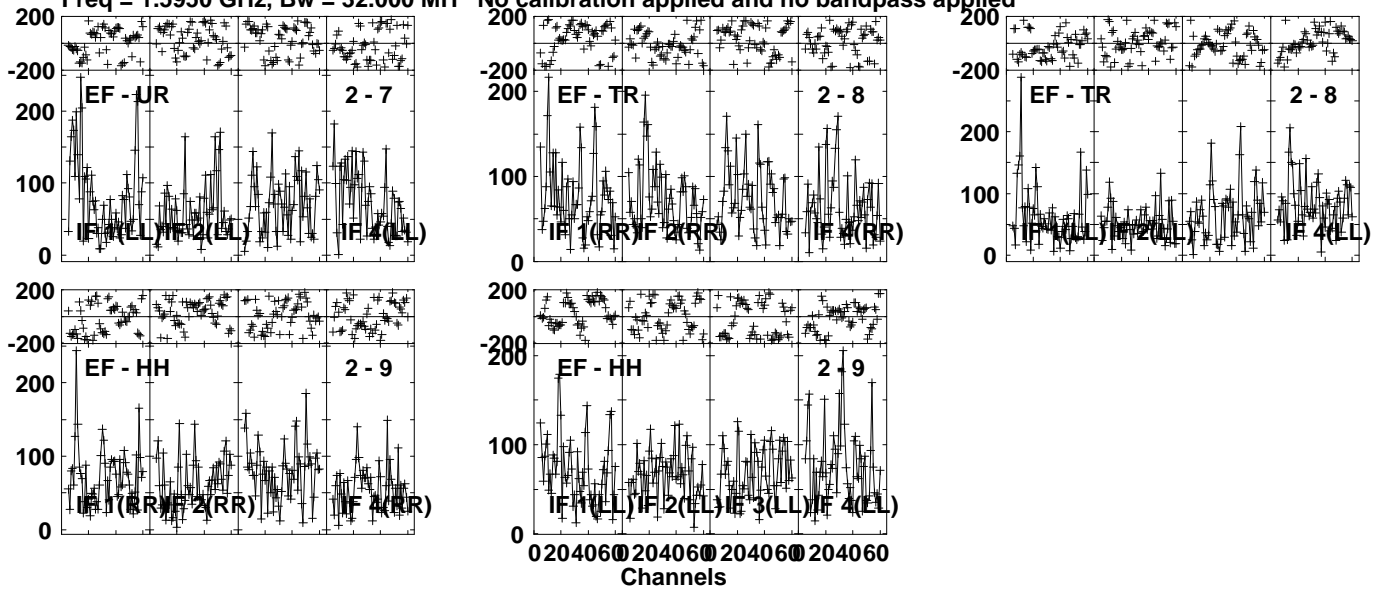 Freq = 1.5950 GHz, Bw = 32.000 MH No calibration applied and no bandpass applied
200 200 200
-200 -200 -200
EF - UR 2 - 7 EF - TR 2 - 8 EF - TR 2 - 8
200 200 200
100 100 100
IF 1(LL) IF 2(LL) IF 4(LL) IF 1(RR) IF 2(RR) IF 4(RR) IF 1(LL) IF 2(LL) IF 4(LL)
0 0 0
200 200
-200 -200
EF - HH 2 - 9 EF - HH 2 - 9
200 200
100 100
IF 1(RR) IF 2(RR) IF 4(RR) IF 1(LL) IF 2(LL) IF 3(LL) IF 4(LL)
0 0
0 20 40 60 0 20 40 60 0 20 40 60 0 20 40 60
Channels